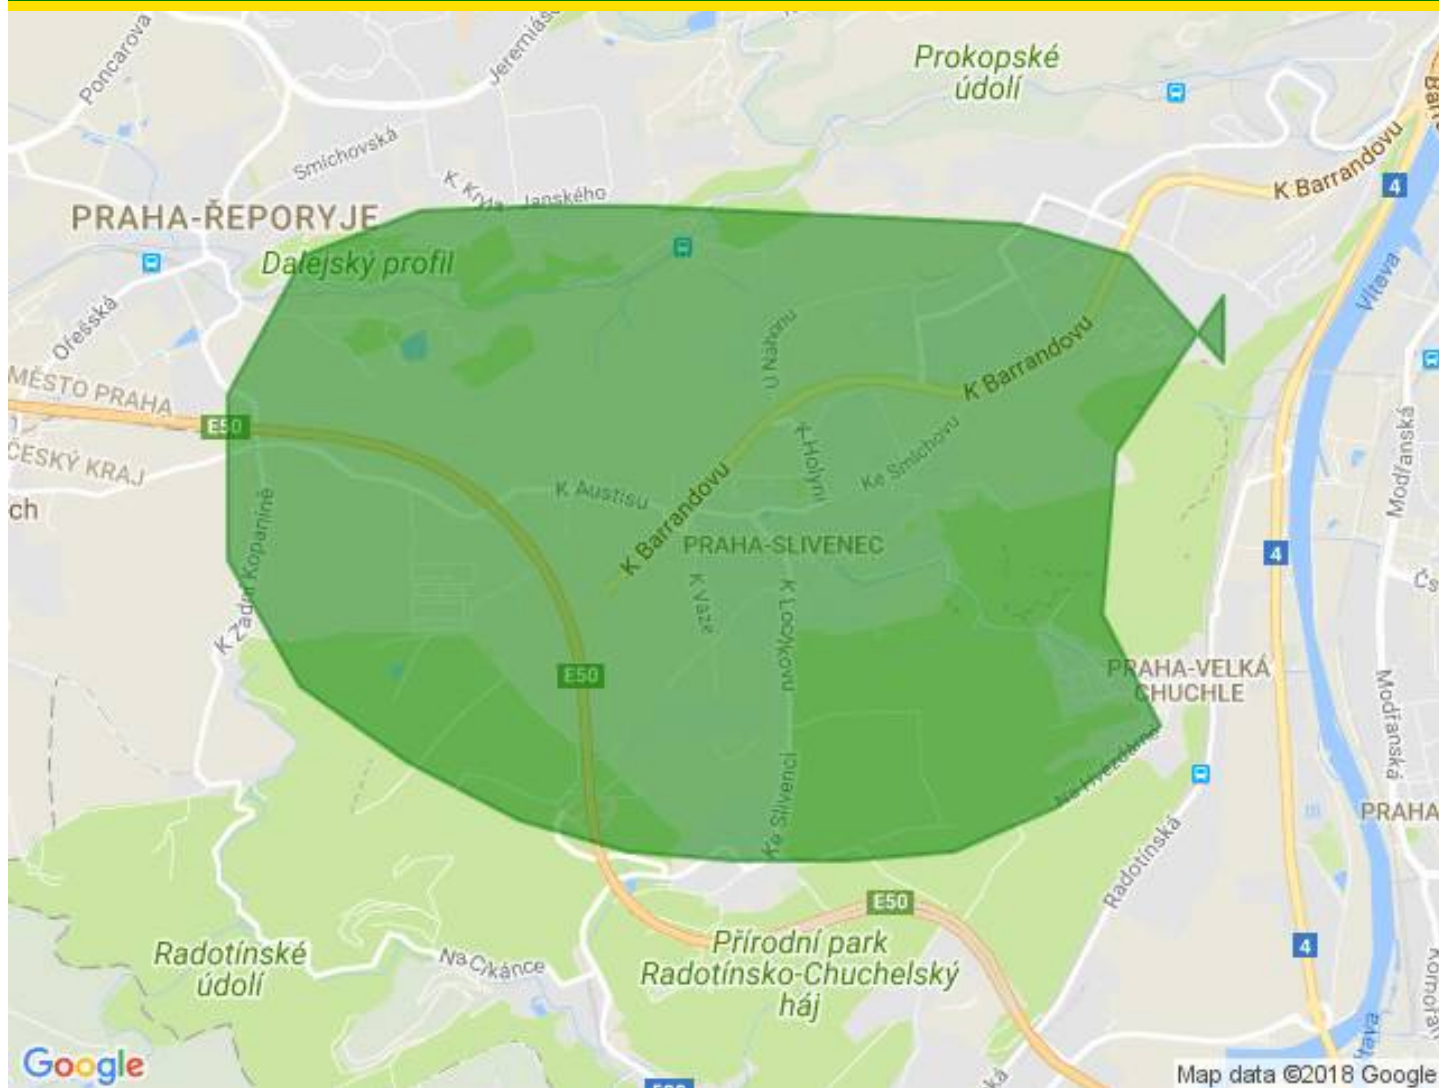 Poncarova
Prokopské
údolí
Smíchovská
K Barrandovu
4
PRAHA-ŘEPORYJE
Janského
Dalejský profil
Vltava
Ořešská
U Náhonu
K Barrandovu
MĚSTO PRAHA
E50
ČESKÝ KRAJ
Modřanská
K Holyni
Ke Smíchovu
K Austisu
K Barrandovu
ch
PRAHA-SLIVENEC
4
K Zadní Kopanině
K Vaze
K Lochkovu
E50
PRAHA-VELKÁ
CHUCHLE
Modřanská
Na Hvězdárně
Ke Slivenci
PRAHA
Radotínská
E50
Radotínské
údolí
Na Cikánce
Přírodní park
Radotínsko-Chuchelský
háj
4
Google
Map data ©2018 Google